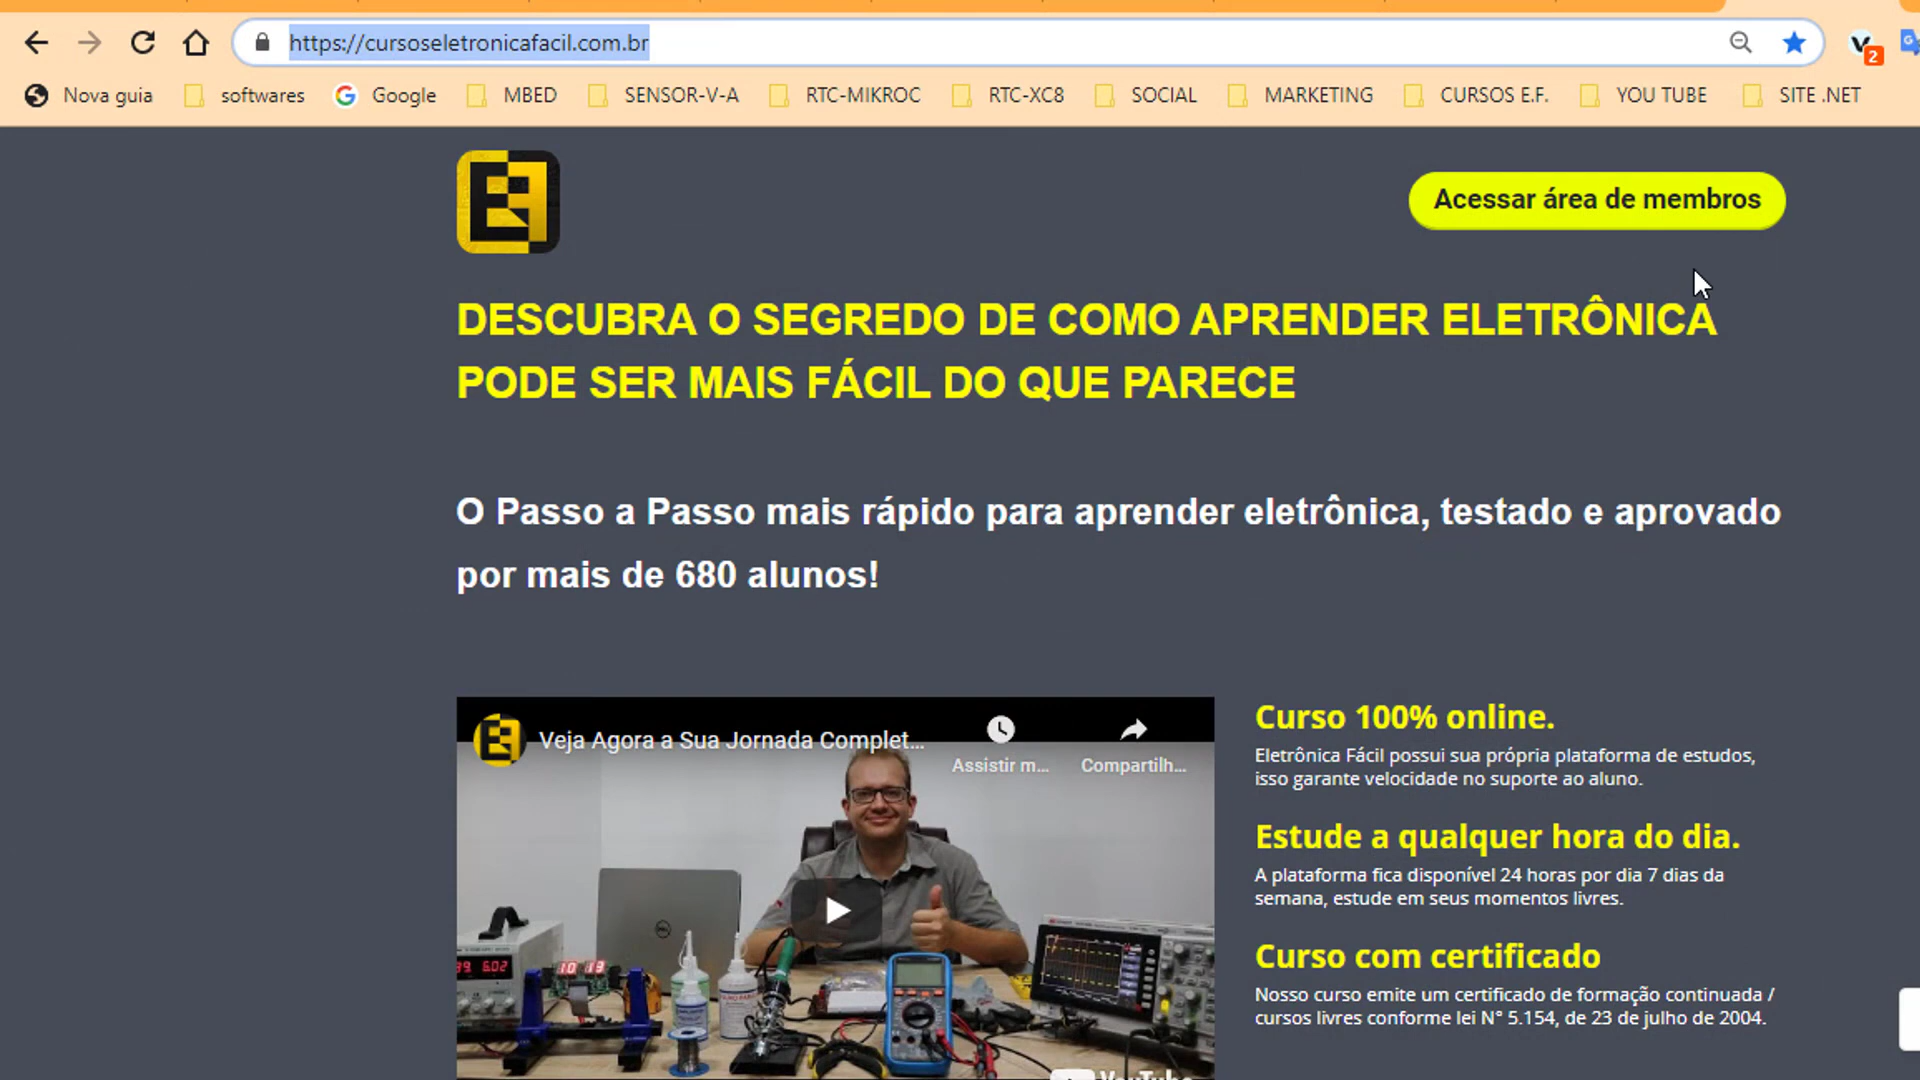 https://cursoseletronicafacil.com.br
2
Nova guia softwares Google MBED SENSOR-V-A RTC-MIKROC RTC-XC8 SOCIAL MARKETING CURSOS E.F. YOU TUBE SITE .NET
EF
Acessar área de membros
DESCUBRA O SEGREDO DE COMO APRENDER ELETRÔNICA
PODE SER MAIS FÁCIL DO QUE PARECE
O Passo a Passo mais rápido para aprender eletrônica, testado e aprovado
por mais de 680 alunos!
Veja Agora a Sua Jornada Complet...
Assistir m...
Compartilh...
DELL
10 19
YouTube
Curso 100% online.
Eletrônica Fácil possui sua própria plataforma de estudos,
isso garante velocidade no suporte ao aluno.
Estude a qualquer hora do dia.
A plataforma fica disponível 24 horas por dia 7 dias da
semana, estude em seus momentos livres.
Curso com certificado
Nosso curso emite um certificado de formação continuada /
cursos livres conforme lei N° 5.154, de 23 de julho de 2004.